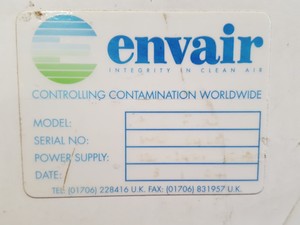 envair
INTEGRITY IN CLEAN AIR
CONTROLLING CONTAMINATION WORLDWIDE
MODEL:
SERIAL NO:
POWER SUPPLY:
DATE:
TEL: (01706) 228416 U.K. FAX: (01706) 831957 U.K.